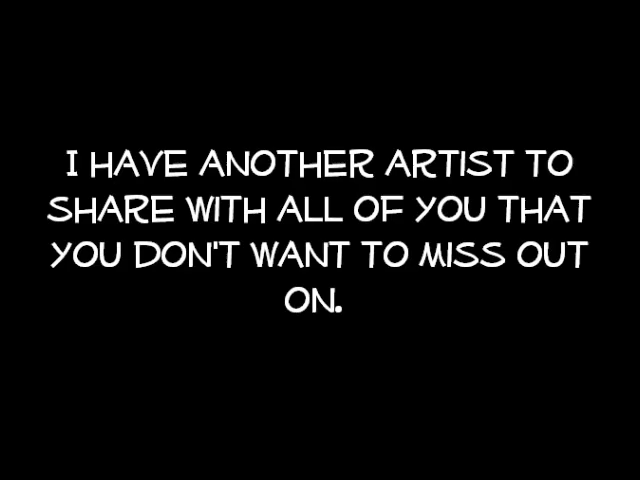 I HAVE ANOTHER ARTIST TO
SHARE WITH ALL OF YOU THAT
YOU DON'T WANT TO MISS OUT
ON.